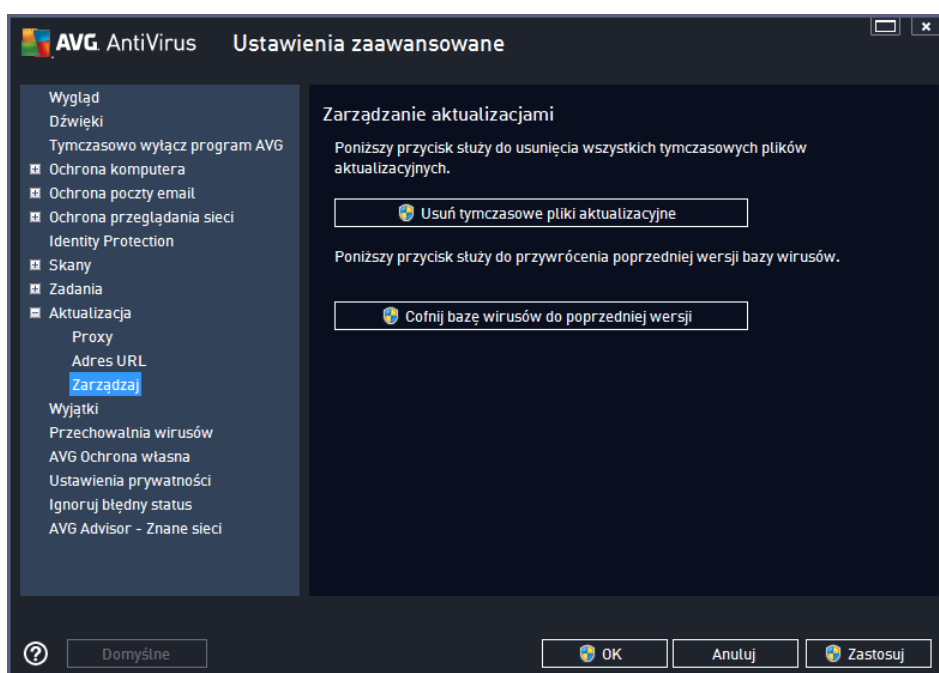 AVG. AntiVirus Ustawienia zaawansowane
Wygląd
Dźwięki
Tymczasowo wyłącz program AVG
Ochrona komputera
Ochrona poczty email
Ochrona przeglądania sieci
Identity Protection
Skany
Zadania
Aktualizacja
Proxy
Adres URL
Zarządzaj
Wyjątki
Przechowalnia wirusów
AVG Ochrona własna
Ustawienia prywatności
Ignoruj błędny status
AVG Advisor - Znane sieci
Zarządzanie aktualizacjami
Poniższy przycisk służy do usunięcia wszystkich tymczasowych plików
aktualizacyjnych.
Usuń tymczasowe pliki aktualizacyjne
Poniższy przycisk służy do przywrócenia poprzedniej wersji bazy wirusów.
Cofnij bazę wirusów do poprzedniej wersji
? Domyślne OK Anuluj Zastosuj